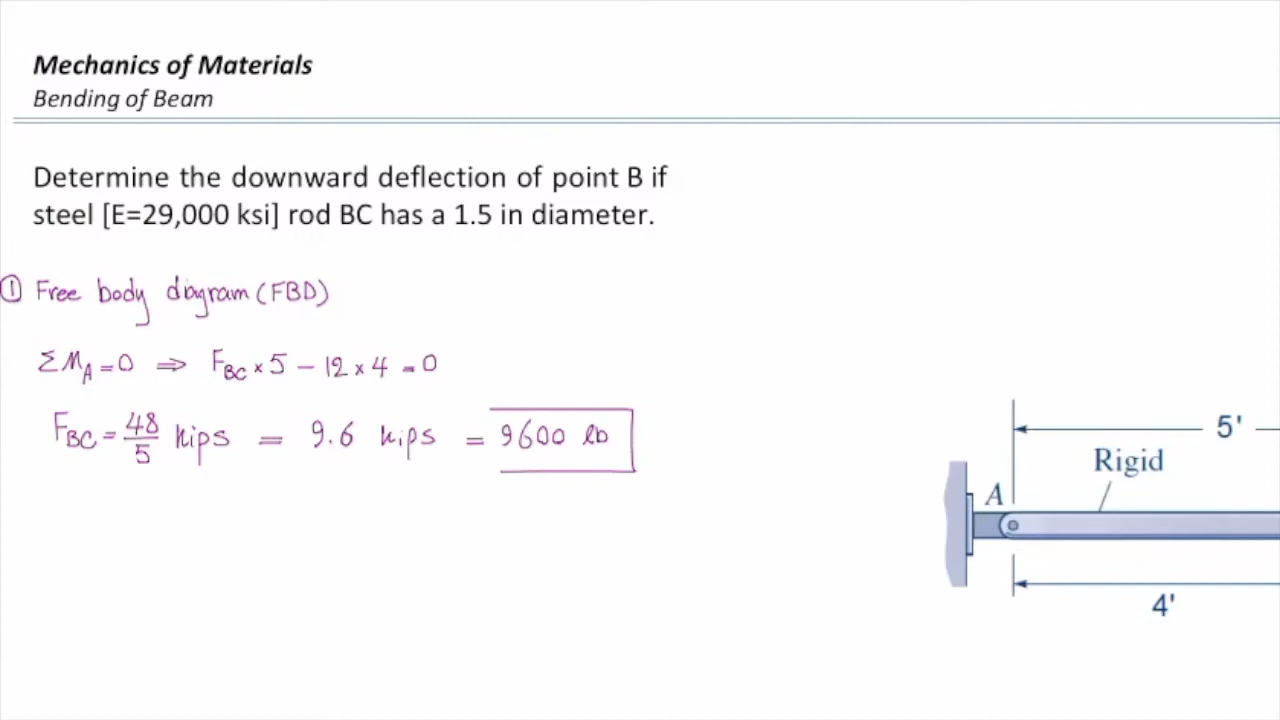 Mechanics of Materials
Bending of Beam
Determine the downward deflection of point B if
steel [E=29,000 ksi] rod BC has a 1.5 in diameter.
① Free body diagram (FBD)
ΣM_A = 0 ⇒ F_BC × 5 − 12 × 4 = 0
F_BC = 48/5 kips = 9.6 kips = 9600 lb
5'
Rigid
A
4'